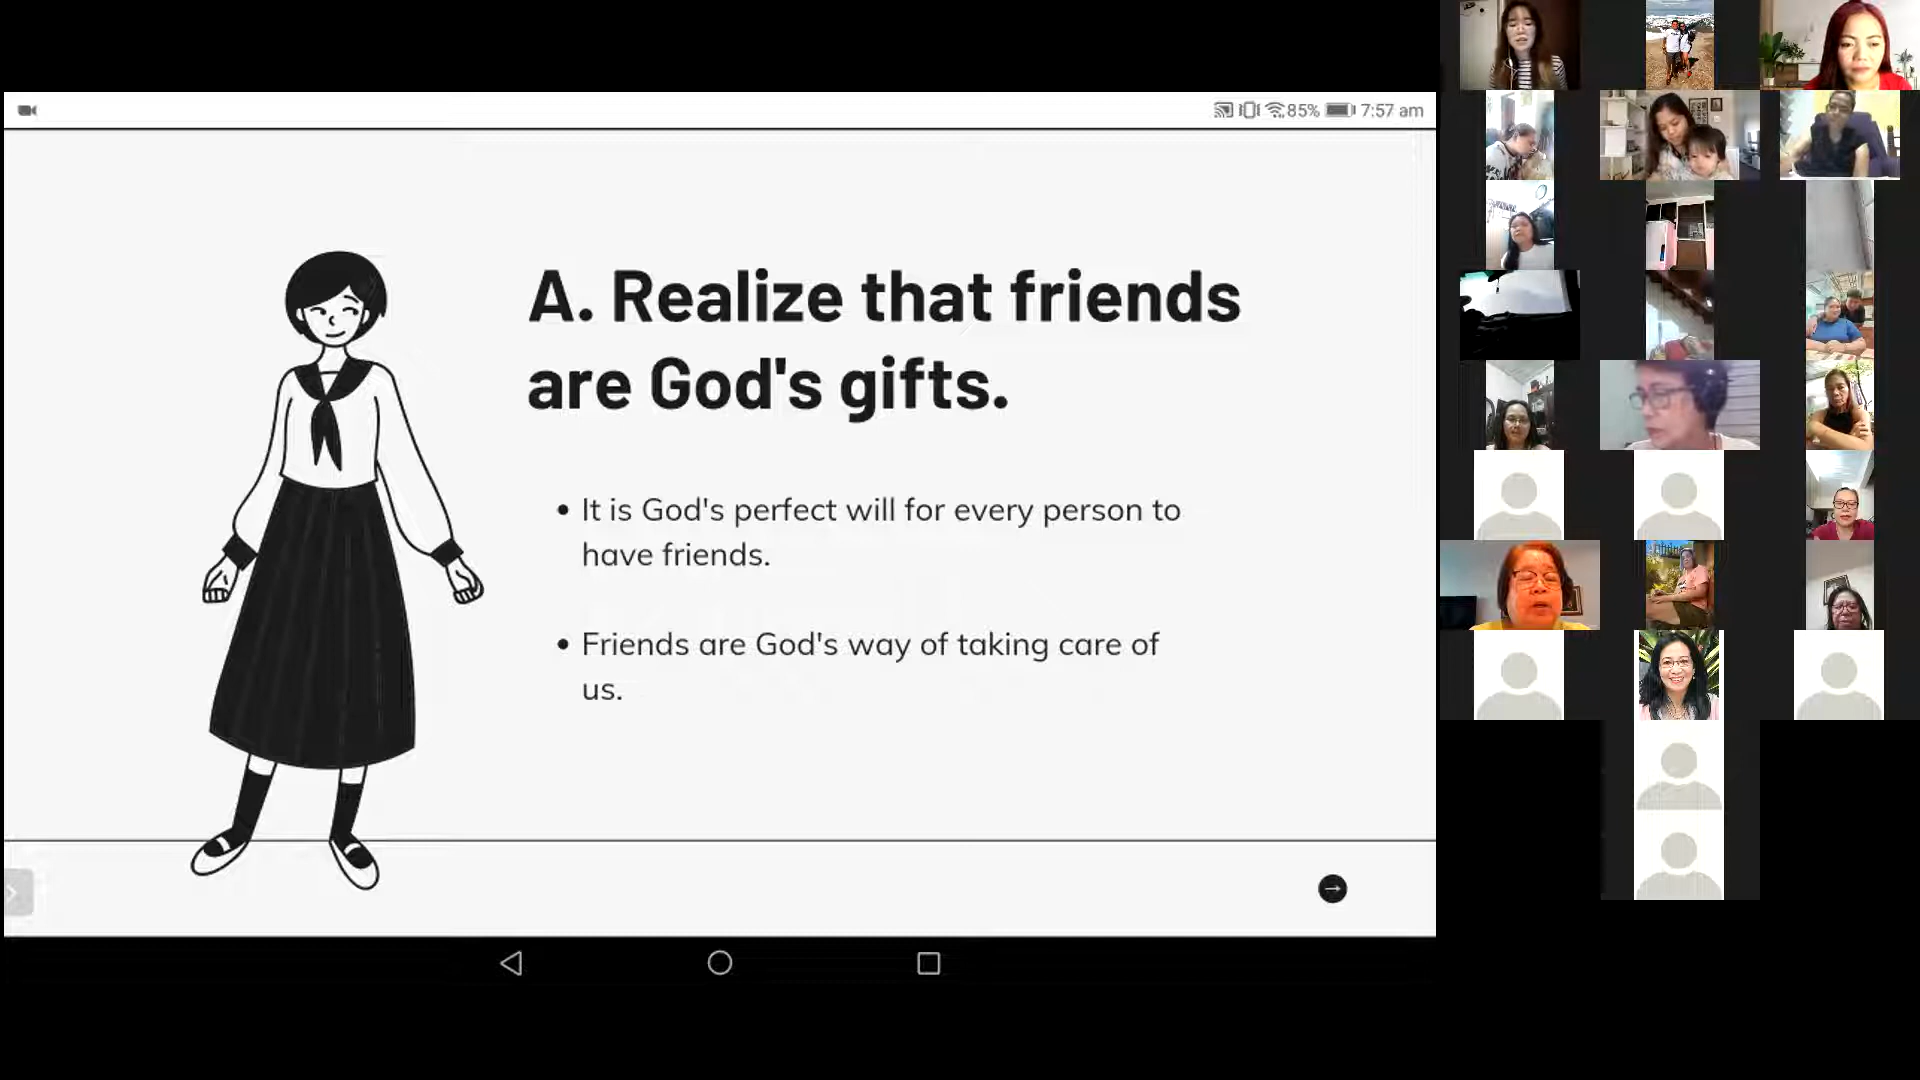 85% 7:57 am
A. Realize that friends
are God's gifts.
• It is God's perfect will for every person to
have friends.
• Friends are God's way of taking care of
us.